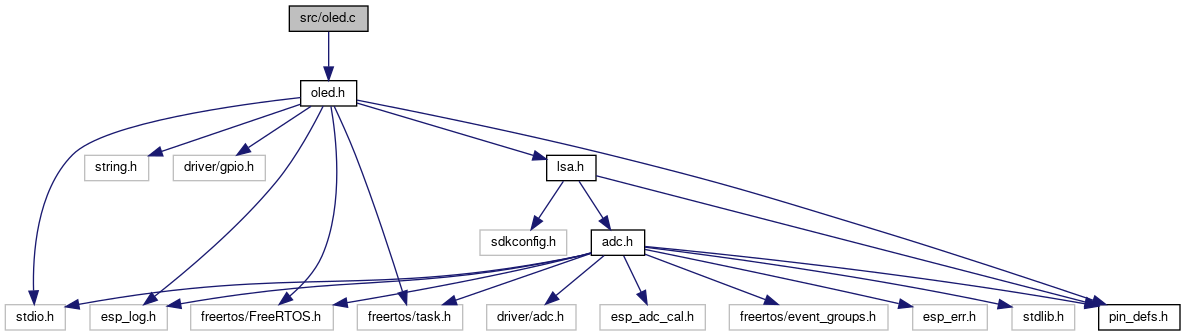 src/oled.c
oled.h
string.h
driver/gpio.h
lsa.h
sdkconfig.h
adc.h
stdio.h
esp_log.h
freertos/FreeRTOS.h
freertos/task.h
driver/adc.h
esp_adc_cal.h
freertos/event_groups.h
esp_err.h
stdlib.h
pin_defs.h